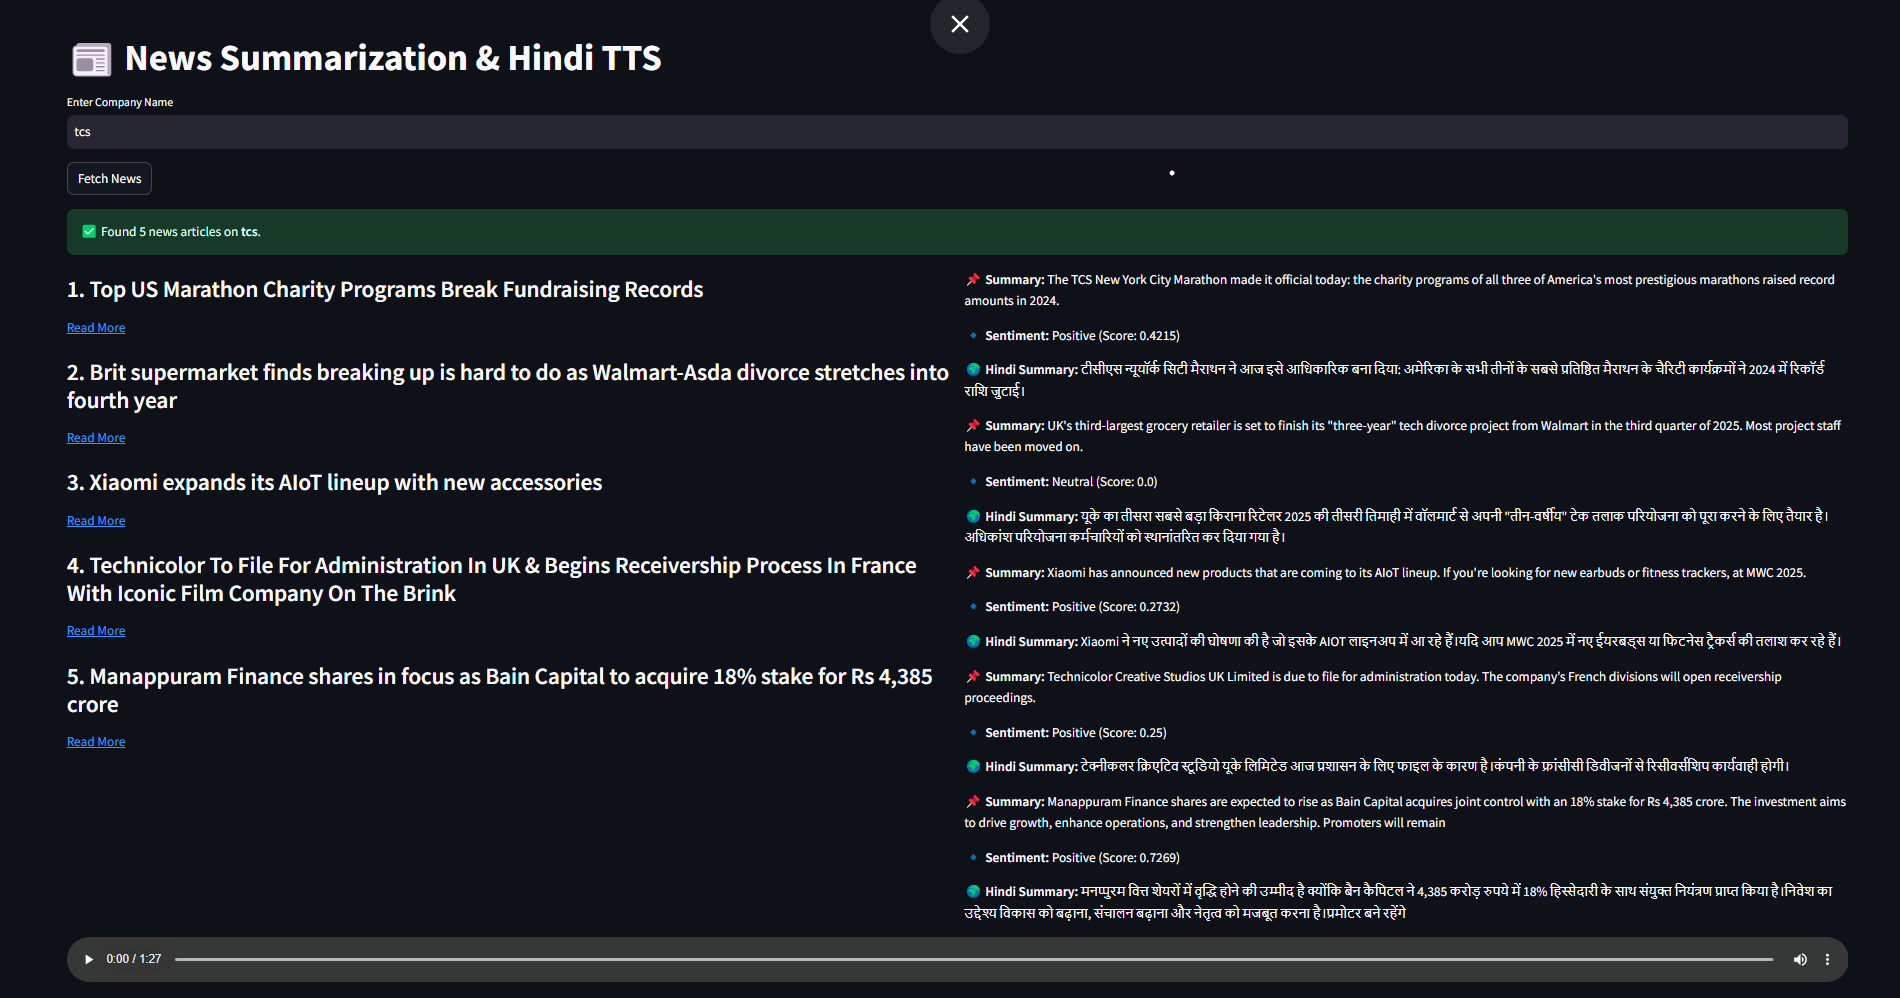 News Summarization & Hindi TTS
Enter Company Name
tcs
Fetch News
Found 5 news articles on tcs.
1. Top US Marathon Charity Programs Break Fundraising Records
Read More
2. Brit supermarket finds breaking up is hard to do as Walmart-Asda divorce stretches into
fourth year
Read More
3. Xiaomi expands its AIoT lineup with new accessories
Read More
4. Technicolor To File For Administration In UK & Begins Receivership Process In France
With Iconic Film Company On The Brink
Read More
5. Manappuram Finance shares in focus as Bain Capital to acquire 18% stake for Rs 4,385
crore
Read More
Summary: The TCS New York City Marathon made it official today: the charity programs of all three of America's most prestigious marathons raised record
amounts in 2024.
Sentiment: Positive (Score: 0.4215)
Hindi Summary: टीसीएस न्यूयॉर्क सिटी मैराथन ने आज इसे आधिकारिक बना दिया: अमेरिका के सभी तीनों के सबसे प्रतिष्ठित मैराथन के चैरिटी कार्यक्रमों ने 2024 में रिकॉर्ड
राशि जुटाई।
Summary: UK's third-largest grocery retailer is set to finish its "three-year" tech divorce project from Walmart in the third quarter of 2025. Most project staff
have been moved on.
Sentiment: Neutral (Score: 0.0)
Hindi Summary: यूके का तीसरा सबसे बड़ा किराना रिटेलर 2025 की तीसरी तिमाही में वॉलमार्ट से अपनी "तीन-वर्षीय" टेक तलाक परियोजना को पूरा करने के लिए तैयार है।
अधिकांश परियोजना कर्मचारियों को स्थानांतरित कर दिया गया है।
Summary: Xiaomi has announced new products that are coming to its AIoT lineup. If you're looking for new earbuds or fitness trackers, at MWC 2025.
Sentiment: Positive (Score: 0.2732)
Hindi Summary: Xiaomi ने नए उत्पादों की घोषणा की है जो इसके AIOT लाइनअप में आ रहे हैं।यदि आप MWC 2025 में नए ईयरबड्स या फिटनेस ट्रैकर्स की तलाश कर रहे हैं।
Summary: Technicolor Creative Studios UK Limited is due to file for administration today. The company’s French divisions will open receivership
proceedings.
Sentiment: Positive (Score: 0.25)
Hindi Summary: टेक्नीकलर क्रिएटिव स्टूडियो यूके लिमिटेड आज प्रशासन के लिए फाइल के कारण है।कंपनी के फ्रांसीसी डिवीजनों से रिसीवर्सशिप कार्यवाही होगी।
Summary: Manappuram Finance shares are expected to rise as Bain Capital acquires joint control with an 18% stake for Rs 4,385 crore. The investment aims
to drive growth, enhance operations, and strengthen leadership. Promoters will remain
Sentiment: Positive (Score: 0.7269)
Hindi Summary: मनप्पुरम वित्त शेयरों में वृद्धि होने की उम्मीद है क्योंकि बैन कैपिटल ने 4,385 करोड़ रुपये में 18% हिस्सेदारी के साथ संयुक्त नियंत्रण प्राप्त किया है।निवेश का
उद्देश्य विकास को बढ़ाना, संचालन बढ़ाना और नेतृत्व को मजबूत करना है।प्रमोटर बने रहेंगे
0:00 / 1:27